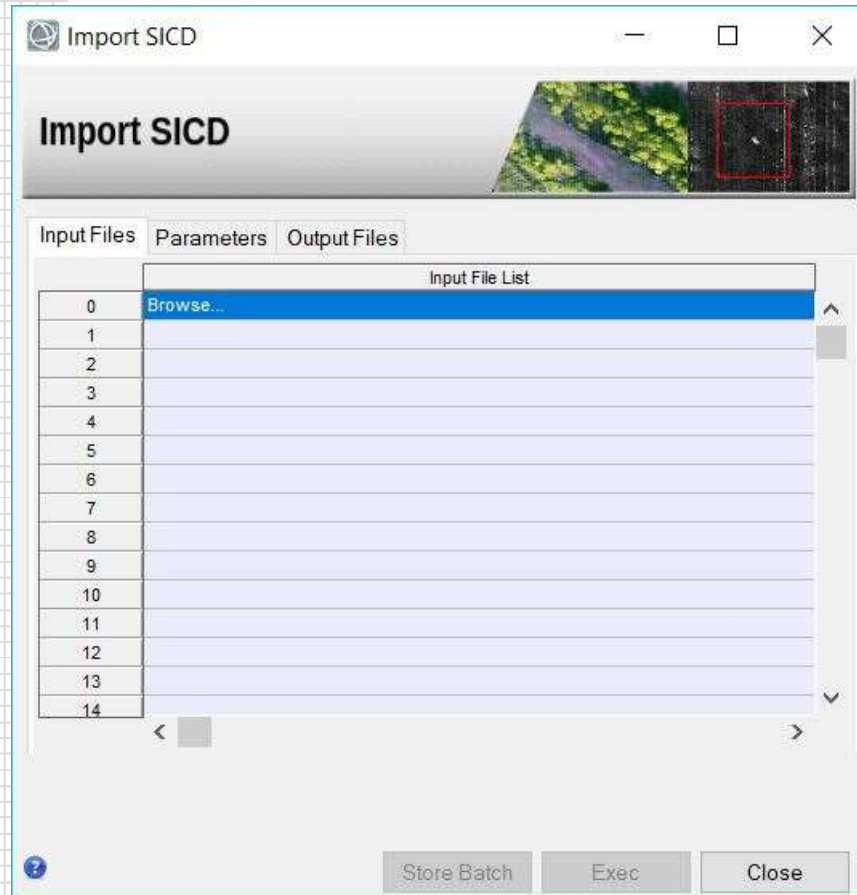 Import SICD
Import SICD
Input Files Parameters Output Files
Input File List
0 Browse...
1
2
3
4
5
6
7
8
9
10
11
12
13
14
? Store Batch Exec Close